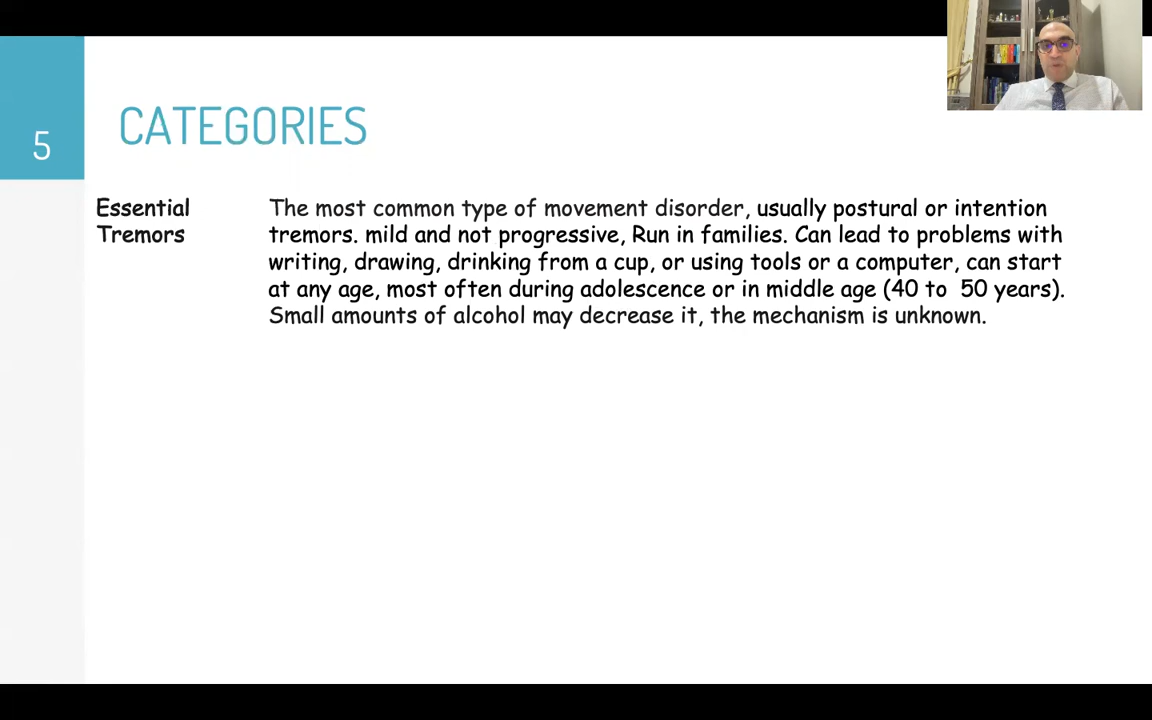 5
CATEGORIES
Essential
Tremors
The most common type of movement disorder, usually postural or intention
tremors. mild and not progressive, Run in families. Can lead to problems with
writing, drawing, drinking from a cup, or using tools or a computer, can start
at any age, most often during adolescence or in middle age (40 to 50 years).
Small amounts of alcohol may decrease it, the mechanism is unknown.